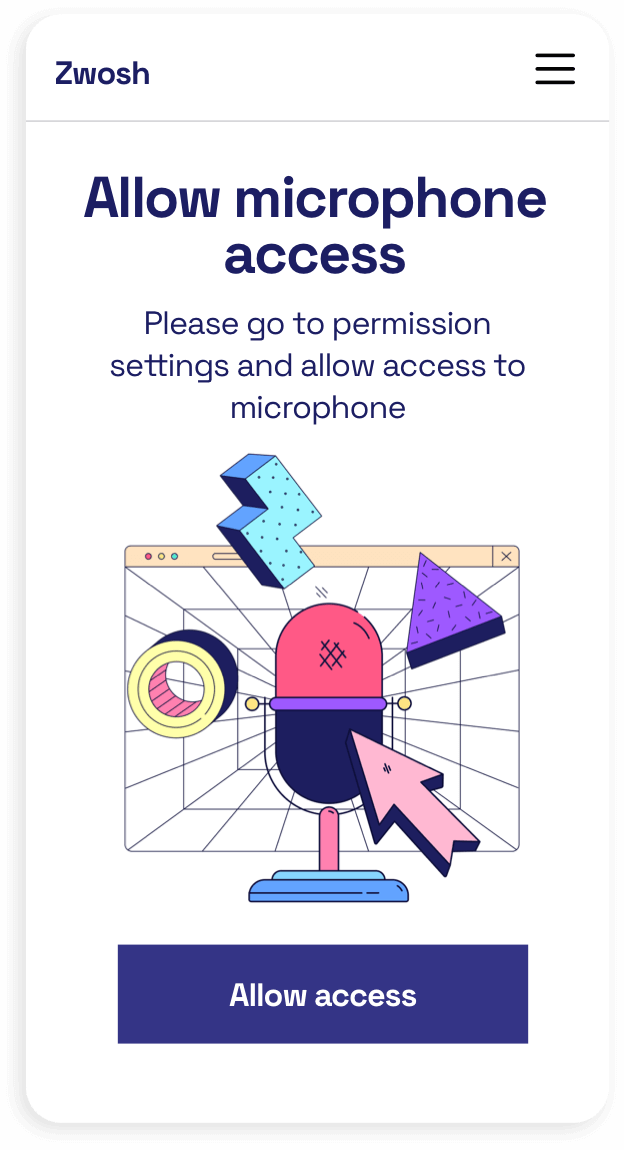 Zwosh
Allow microphone
access
Please go to permission
settings and allow access to
microphone
Allow access